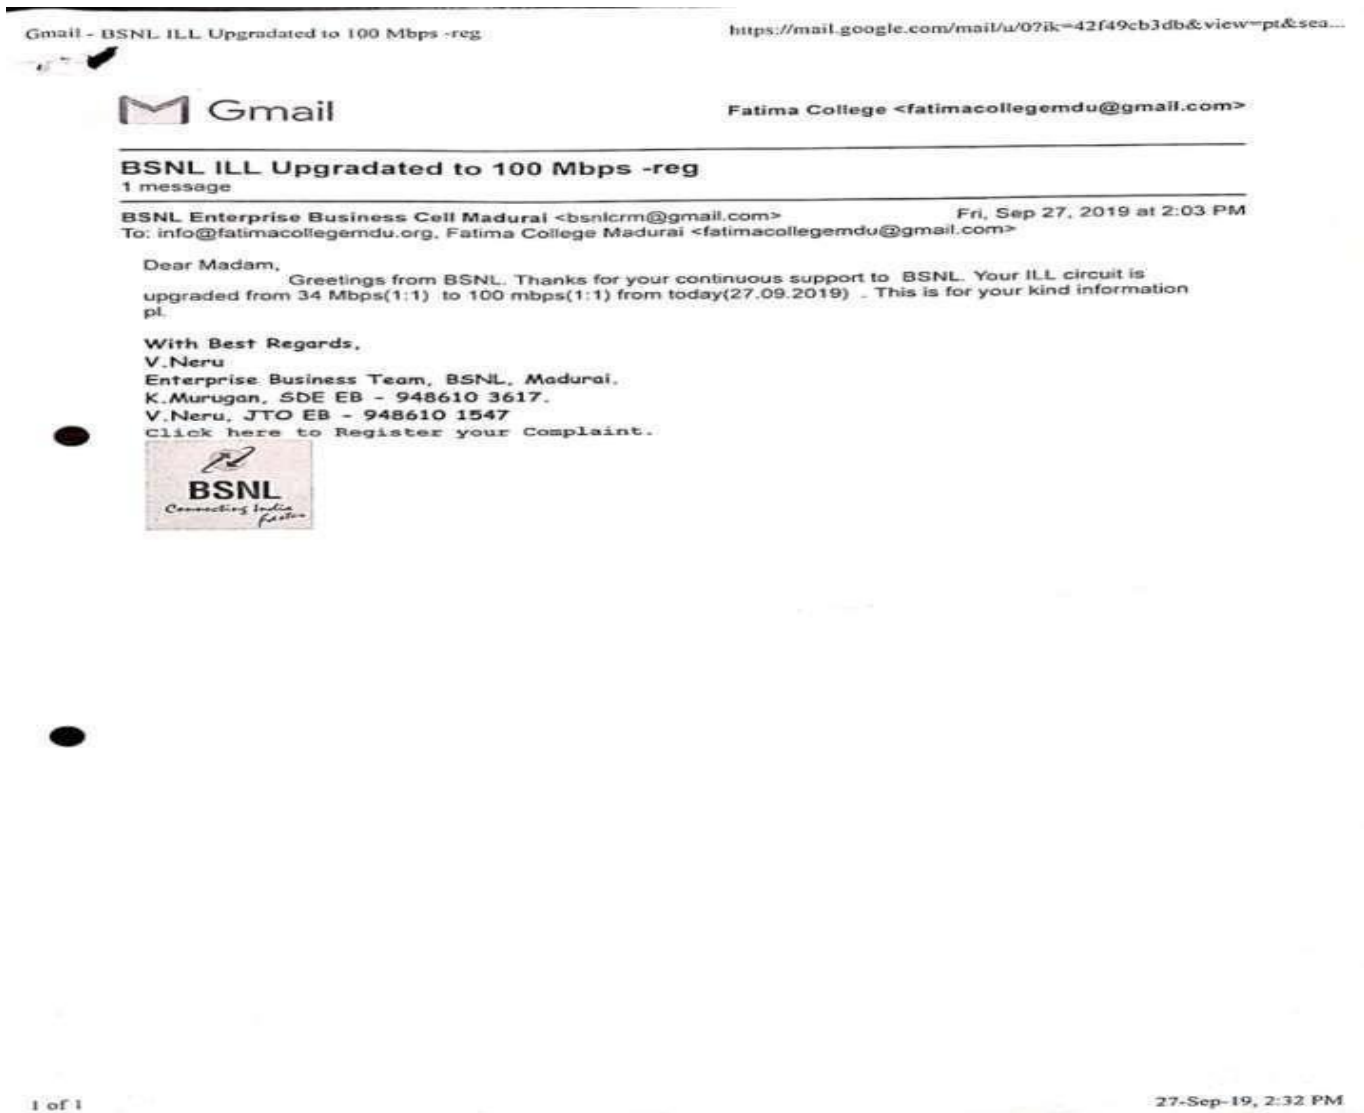 Gmail - BSNL ILL Upgradated to 100 Mbps -reg
https://mail.google.com/mail/u/0?ik=42f49cb3db&view=pt&sea...
Gmail
Fatima College <fatimacollegemdu@gmail.com>
BSNL ILL Upgradated to 100 Mbps -reg
1 message
BSNL Enterprise Business Cell Madurai <bsnlcrm@gmail.com>
Fri, Sep 27, 2019 at 2:03 PM
To: info@fatimacollegemdu.org, Fatima College Madurai <fatimacollegemdu@gmail.com>
Dear Madam,
Greetings from BSNL. Thanks for your continuous support to BSNL. Your ILL circuit is
upgraded from 34 Mbps(1:1) to 100 mbps(1:1) from today(27.09.2019) . This is for your kind information
pl.
With Best Regards,
V.Neru
Enterprise Business Team, BSNL, Madurai.
K.Murugan, SDE EB - 948610 3617.
V.Neru, JTO EB - 948610 1547
Click here to Register your Complaint.
BSNL
Connecting India
faster
1 of 1
27-Sep-19, 2:32 PM